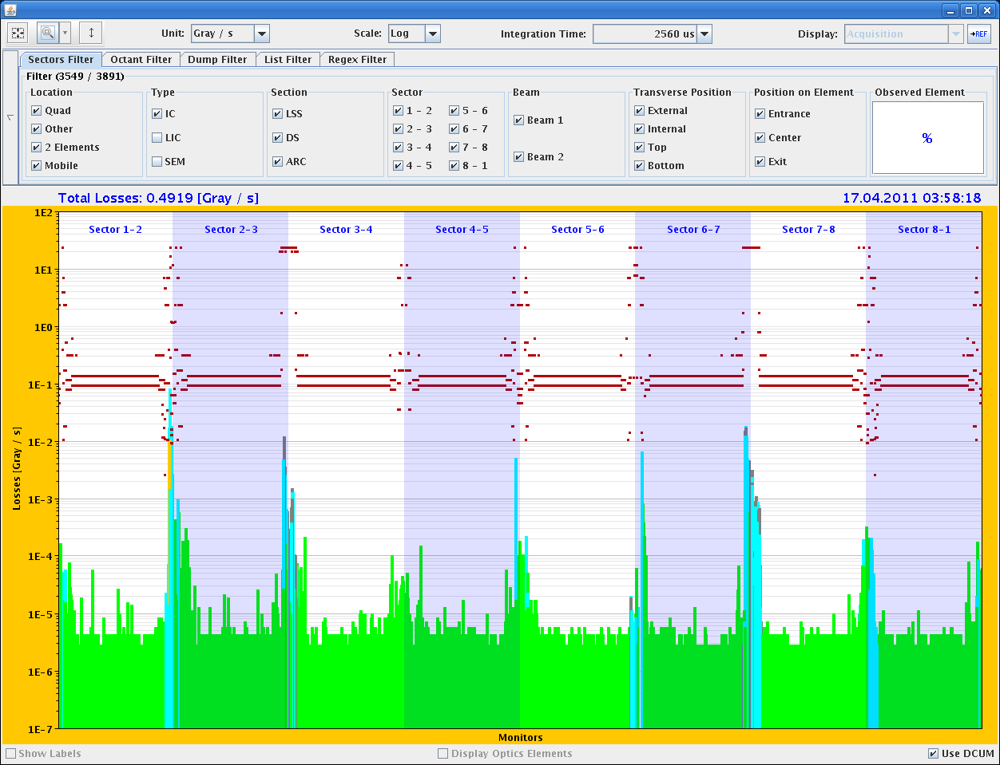 Unit: Gray / s Scale: Log Integration Time: 2560 us Display: Acquisition →REF
Sectors Filter Octant Filter Dump Filter List Filter Regex Filter
Filter (3549 / 3891)
Location Type Section Sector Beam Transverse Position Position on Element Observed Element
Quad IC LSS 1 - 2 5 - 6 Beam 1 External Entrance %
Other LIC DS 2 - 3 6 - 7 Beam 2 Internal Center
2 Elements SEM ARC 3 - 4 7 - 8 Top Exit
Mobile 4 - 5 8 - 1 Bottom
Total Losses: 0.4919 [Gray / s] 17.04.2011 03:58:18
1E2
Sector 1-2 Sector 2-3 Sector 3-4 Sector 4-5 Sector 5-6 Sector 6-7 Sector 7-8 Sector 8-1
1E1
1E0
1E-1
1E-2
Losses [Gray / s]
1E-3
1E-4
1E-5
1E-6
1E-7
Monitors
Show Labels Display Optics Elements Use DCUM